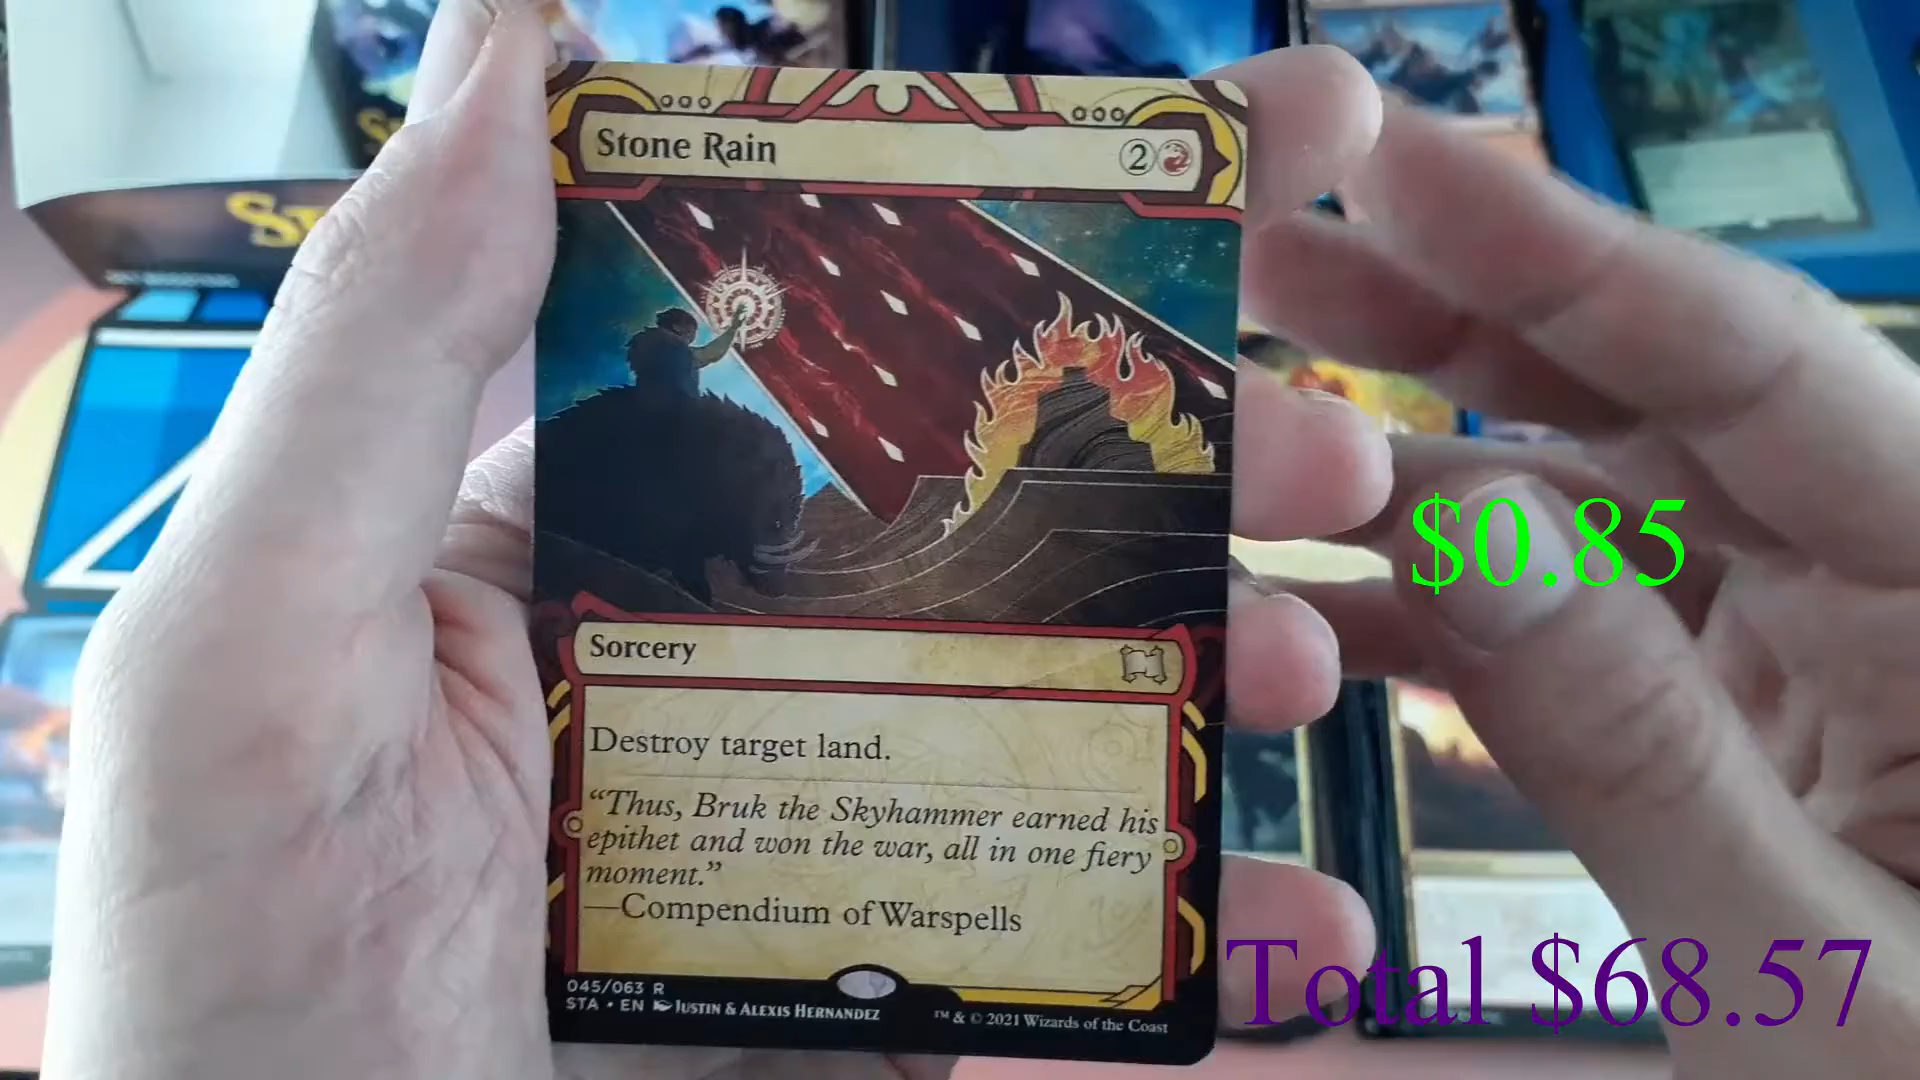 Stone Rain 2
$0.85
Sorcery
Destroy target land.
“Thus, Bruk the Skyhammer earned his
epithet and won the war, all in one fiery
moment.”
—Compendium of Warspells
Total $68.57
045/063 R
STA • EN JUSTIN & ALEXIS HERNANDEZ
™ & © 2021 Wizards of the Coast